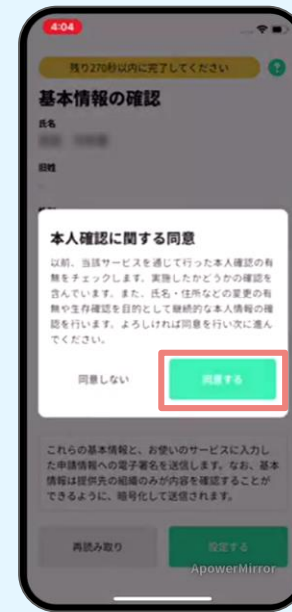 4:04
残り270秒以内に完了してください
基本情報の確認
氏名
旧姓
本人確認に関する同意
以前、当該サービスを通じて行った本人確認の有
無をチェックします。実施したかどうかの確認を
含んでいます。また、氏名・住所などの変更の有
無や生存確認を目的として継続的な本人情報の確
認を行います。よろしければ同意を行い次に進ん
でください。
同意しない
同意する
これらの基本情報と、お使いのサービスに入力し
た申請情報への電子署名を送信します。なお、基本
情報は提供先の組織のみが内容を確認することが
できるように、暗号化して送信されます。
再読み取り
設定する
ApowerMirror